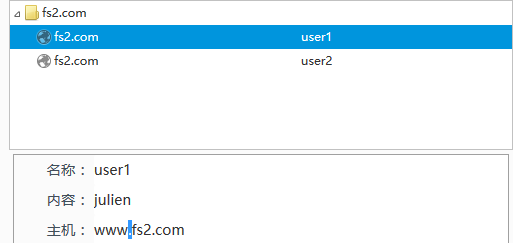 fs2.com
fs2.com user1
fs2.com user2
名称： user1
内容： julien
主机： www.fs2.com